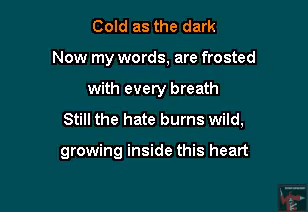 Cold as the dark
Now my words, are frosted
with every breath
Still the hate burns wild,
growing inside this heart